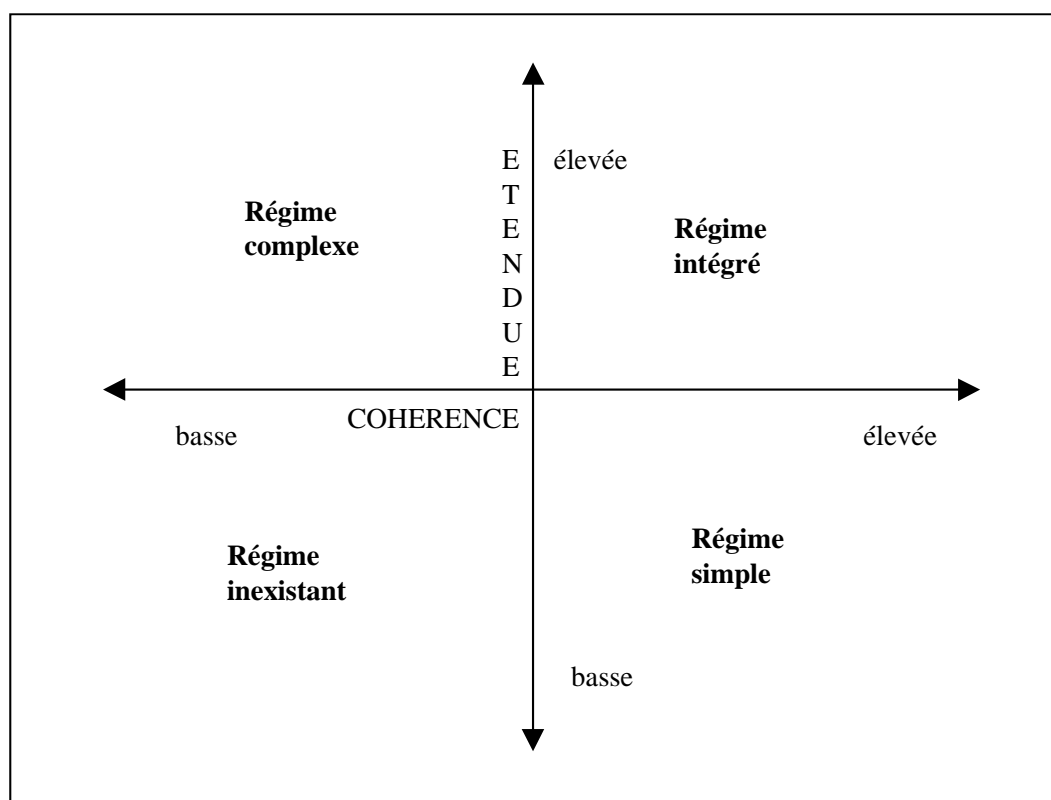 E
T
E
N
D
U
E
élevée
Régime
complexe
Régime
intégré
COHERENCE
basse
élevée
Régime
inexistant
Régime
simple
basse